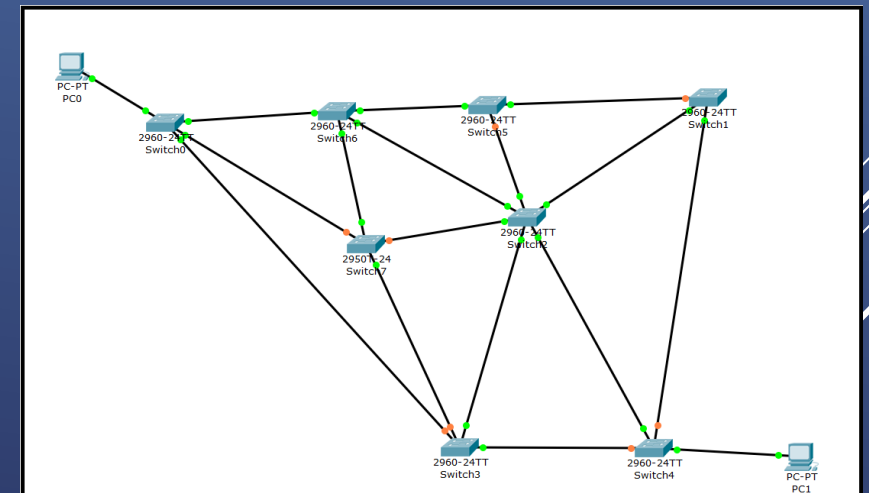 PC-PT
PC0
2960-24TT
Switch0
2960-24TT
Switch6
2960-24TT
Switch5
2960-24TT
Switch1
2960-24TT
Switch2
2950T-24
Switch7
2960-24TT
Switch3
2960-24TT
Switch4
PC-PT
PC1